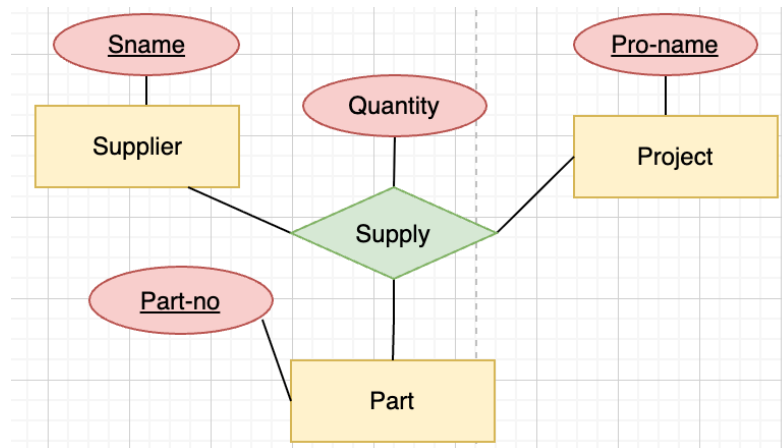 Sname
Pro-name
Quantity
Supplier
Project
Supply
Part-no
Part